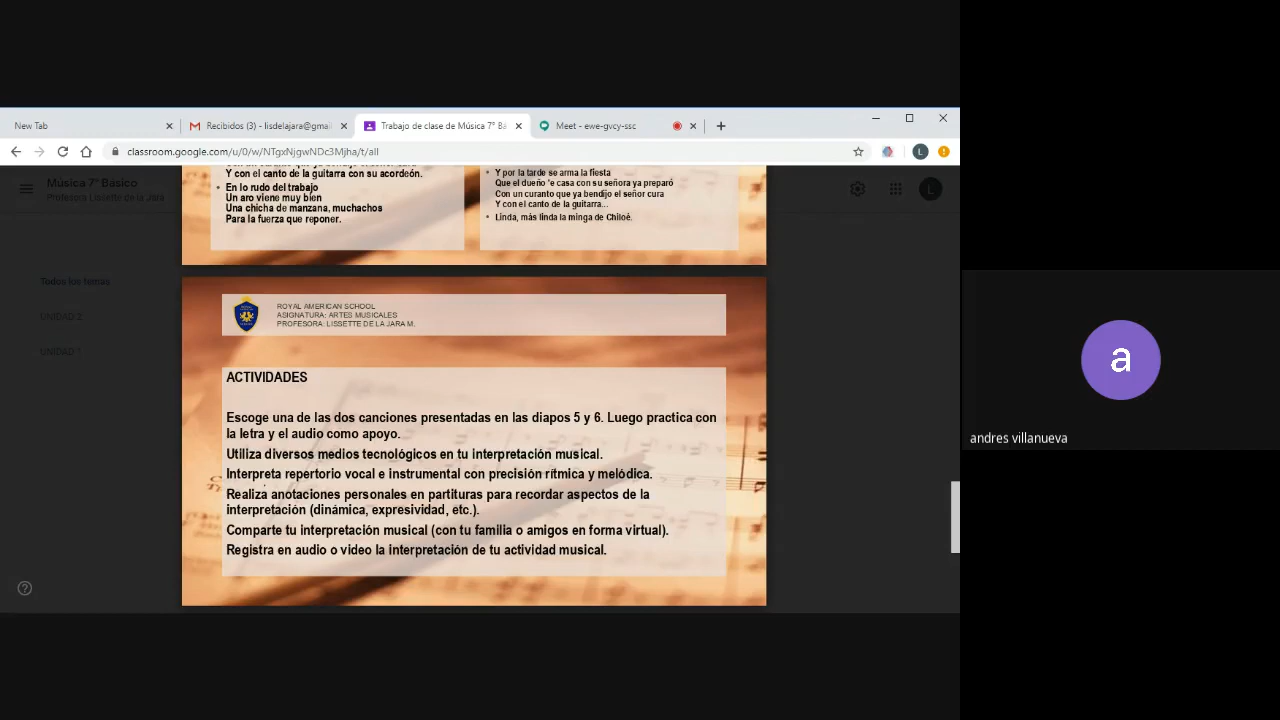 New Tab
Recibidos (3) - lisdelajara@gmai
Trabajo de clase de Música 7° Bá
Meet - ewe-gvcy-ssc
classroom.google.com/u/0/w/NTgxNjgwNDc3Mjha/t/all
L
Música 7° Básico
Profesora Lissette de la Jara
L
Todos los temas
UNIDAD 2
UNIDAD 1
Y con el canto de la guitarra con su acordeón.
En lo rudo del trabajo
Un aro viene muy bien
Una chicha de manzana, muchachos
Para la fuerza que reponer.
Y por la tarde se arma la fiesta
Que el dueño 'e casa con su señora ya preparó
Con un curanto que ya bendijo el señor cura
Y con el canto de la guitarra...
Linda, más linda la minga de Chiloé.
ROYAL AMERICAN SCHOOL
ASIGNATURA: ARTES MUSICALES
PROFESORA: LISSETTE DE LA JARA M.
ACTIVIDADES
Escoge una de las dos canciones presentadas en las diapos 5 y 6. Luego practica con
la letra y el audio como apoyo.
Utiliza diversos medios tecnológicos en tu interpretación musical.
Interpreta repertorio vocal e instrumental con precisión rítmica y melódica.
Realiza anotaciones personales en partituras para recordar aspectos de la
interpretación (dinámica, expresividad, etc.).
Comparte tu interpretación musical (con tu familia o amigos en forma virtual).
Registra en audio o video la interpretación de tu actividad musical.
a
andres villanueva